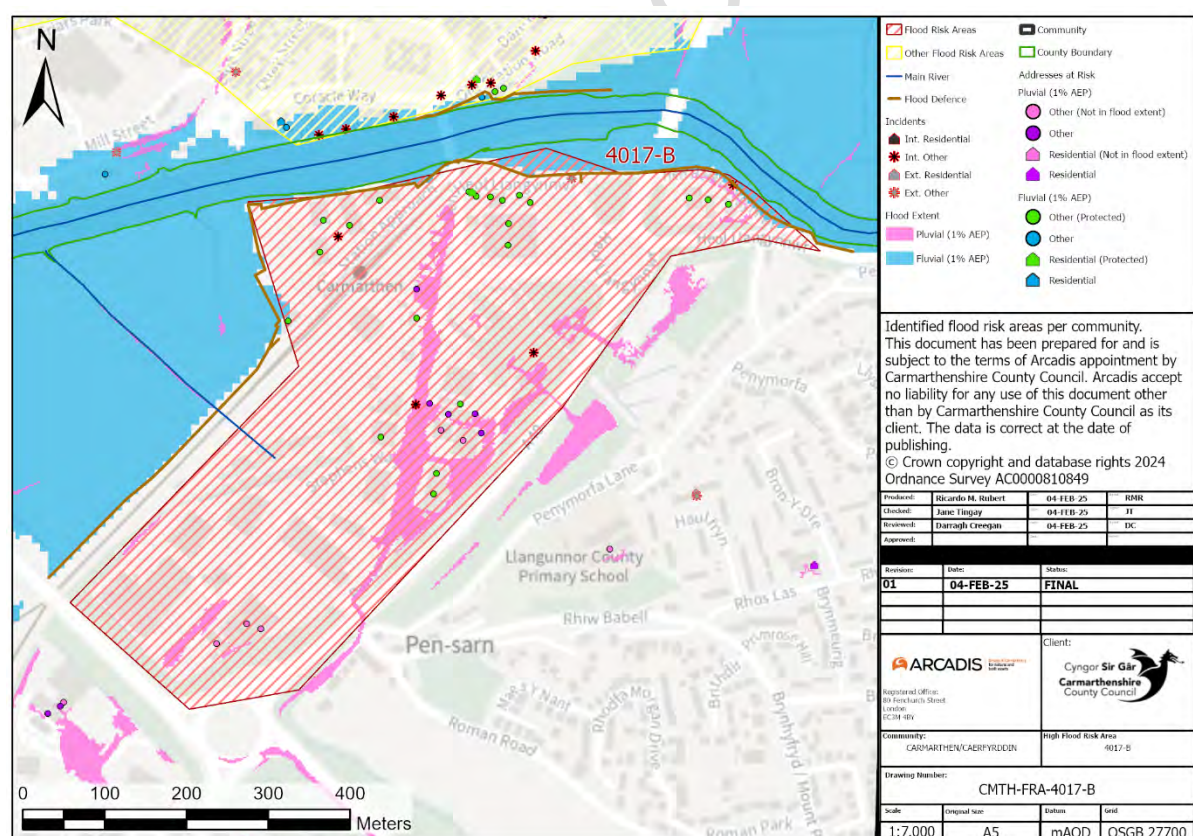 N
Corscie Way
Mill Street
4017-B
Carmarthen
Stephens Way
Penymorfa
Penymorfa Lane
Bron-Y-Dre
Llangunnor County
Primary School
Rhos Las
Brynmeurig
Rhiw Babell
Pen-sarn
Roman Road
Roman Park
0 100 200 300 400
Meters
Flood Risk Areas
Other Flood Risk Areas
Main River
Flood Defence
Incidents
Int. Residential
Int. Other
Ext. Residential
Ext. Other
Flood Extent
Pluvial (1% AEP)
Fluvial (1% AEP)
Community
County Boundary
Addresses at Risk
Pluvial (1% AEP)
Other (Not in flood extent)
Other
Residential (Not in flood extent)
Residential
Fluvial (1% AEP)
Other (Protected)
Other
Residential (Protected)
Residential
Identified flood risk areas per community.
This document has been prepared for and is
subject to the terms of Arcadis appointment by
Carmarthenshire County Council. Arcadis accept
no liability for any use of this document other
than by Carmarthenshire County Council as its
client. The data is correct at the date of
publishing.
© Crown copyright and database rights 2024
Ordnance Survey AC0000810849
Produced: Ricardo M. Rubert 04-FEB-25 RMR
Checked: Jane Tingay 04-FEB-25 JT
Reviewed: Darragh Creegan 04-FEB-25 DC
Approved:
Revision: Date: Status:
01 04-FEB-25 FINAL
ARCADIS
Registered Office:
80 Fenchurch Street
London
EC3M 4BY
Client:
Cyngor Sir Gâr
Carmarthenshire
County Council
Community:
CARMARTHEN/CAERFYRDDIN
High Flood Risk Area
4017-B
Drawing Number:
CMTH-FRA-4017-B
Scale Original Size Datum Grid
1:7,000 A5 mAOD OSGB 27700